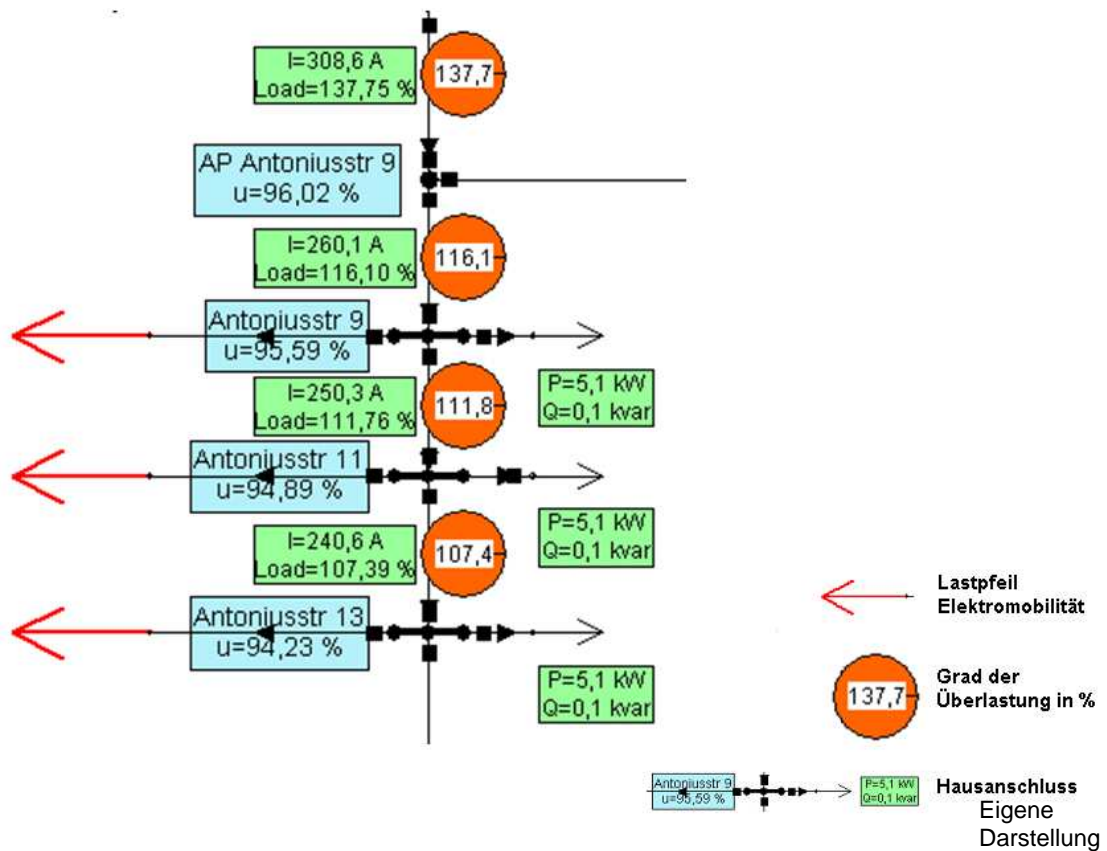 I=308,6 A
Load=137,75 %
137,7
AP Antoniusstr 9
u=96,02 %
I=260,1 A
Load=116,10 %
116,1
Antoniusstr 9
u=95,59 %
I=250,3 A
Load=111,76 %
111,8
P=5,1 kW
Q=0,1 kvar
Antoniusstr 11
u=94,89 %
I=240,6 A
Load=107,39 %
107,4
P=5,1 kW
Q=0,1 kvar
Antoniusstr 13
u=94,23 %
P=5,1 kW
Q=0,1 kvar
Lastpfeil
Elektromobilität
137,7
Grad der
Überlastung in %
Antoniusstr 9
u=95,59 %
P=5,1 kW
Q=0,1 kvar
Hausanschluss
Eigene
Darstellung